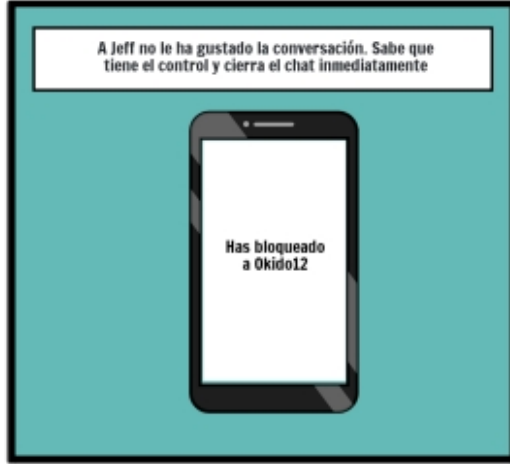 A Jeff no le ha gustado la conversación. Sabe que
tiene el control y cierra el chat inmediatamente
Has bloqueado
a Okido12